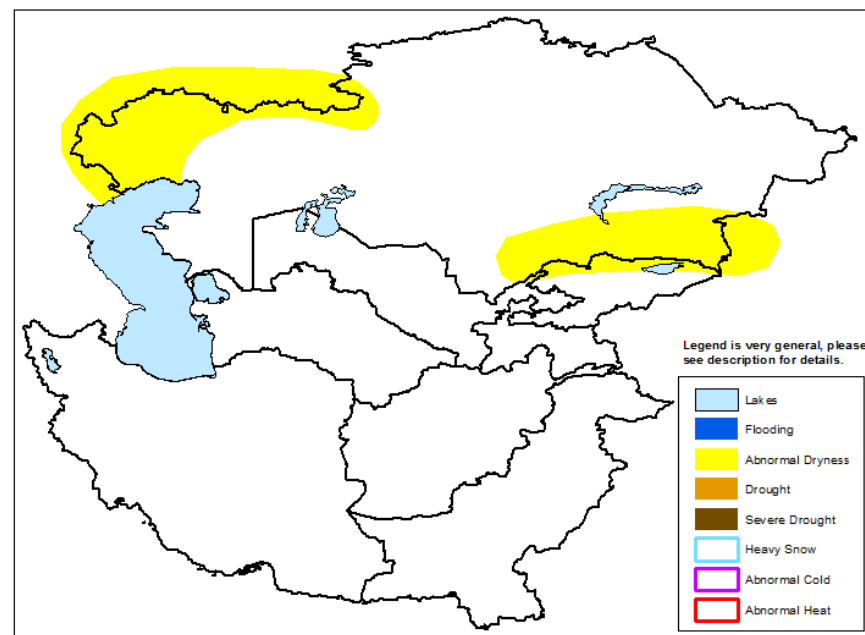 Legend is very general, please
see description for details.
Lakes
Flooding
Abnormal Dryness
Drought
Severe Drought
Heavy Snow
Abnormal Cold
Abnormal Heat